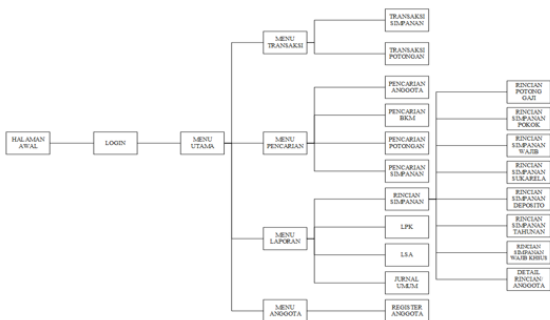 HALAMAN
AWAL
LOGIN
MENU
UTAMA
MENU
TRANSAKSI
TRANSAKSI
SIMPANAN
TRANSAKSI
POTONGAN
MENU
PENCARIAN
PENCARIAN
ANGGOTA
PENCARIAN
BKM
PENCARIAN
POTONGAN
PENCARIAN
SIMPANAN
MENU
LAPORAN
RINCIAN
SIMPANAN
LPK
LSA
JURNAL
UMUM
RINCIAN
POTONG
GAJI
RINCIAN
SIMPANAN
POKOK
RINCIAN
SIMPANAN
WAJIB
RINCIAN
SIMPANAN
SUKARELA
RINCIAN
SIMPANAN
DEPOSITO
RINCIAN
SIMPANAN
TAHUNAN
RINCIAN
SIMPANAN
WAJIB KHSUS
DETAIL
RINCIAN
ANGGOTA
MENU
ANGGOTA
REGISTER
ANGGOTA